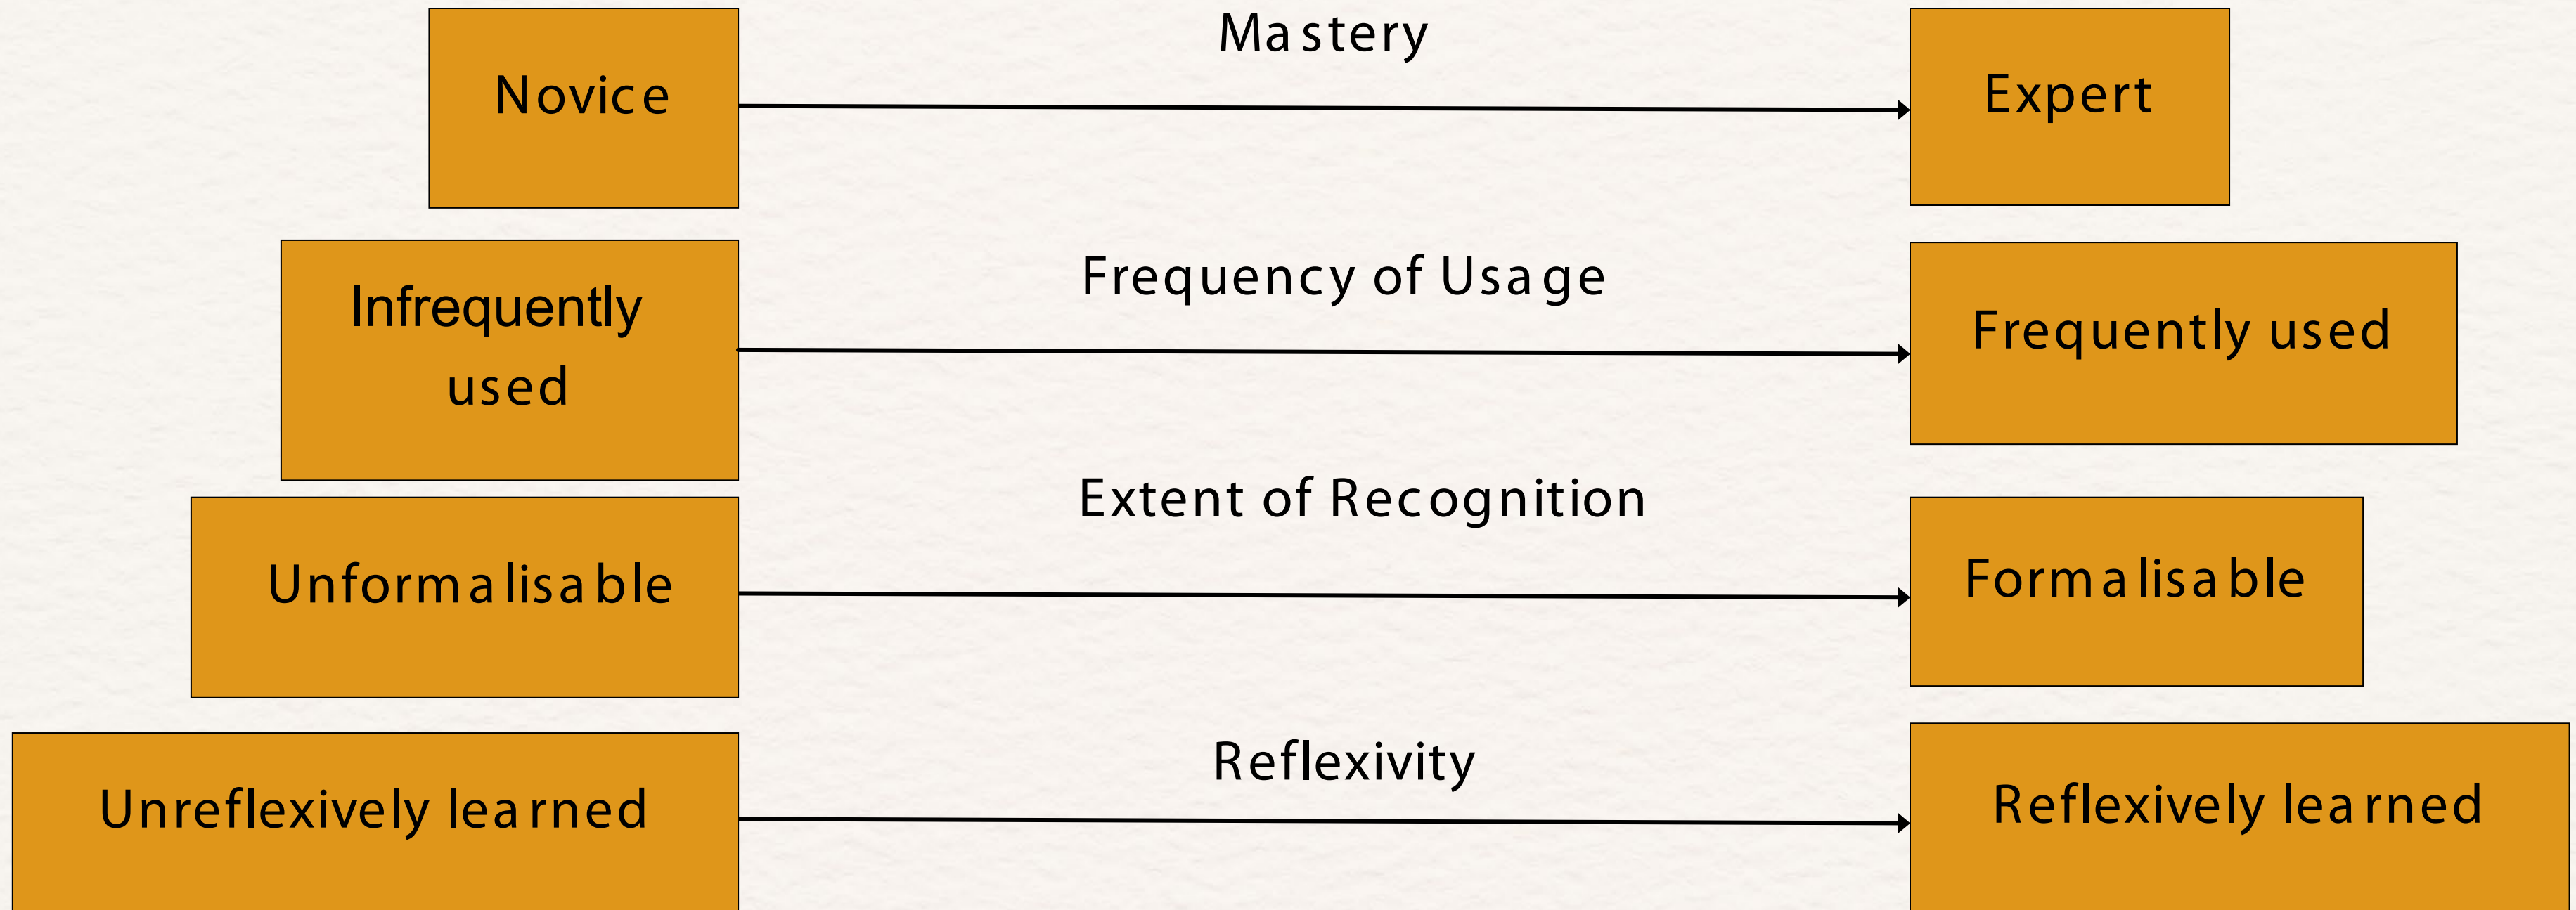 Mastery
Novice
Expert
Frequency of Usage
Infrequently
used
Frequently used
Extent of Recognition
Unformalisable
Formalisable
Reflexivity
Unreflexively learned
Reflexively learned